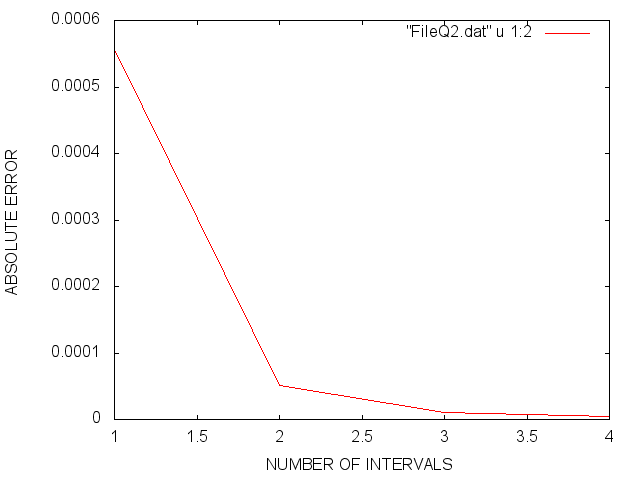 0.0006
"FileQ2.dat" u 1:2
0.0005
0.0004
0.0003
0.0002
0.0001
0
ABSOLUTE ERROR
1 1.5 2 2.5 3 3.5 4
NUMBER OF INTERVALS